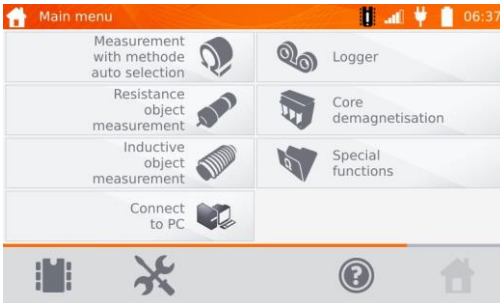 Main menu
06:37
Measurement
with methode
auto selection
Logger
Resistance
object
measurement
Core
demagnetisation
Inductive
object
measurement
Special
functions
Connect
to PC